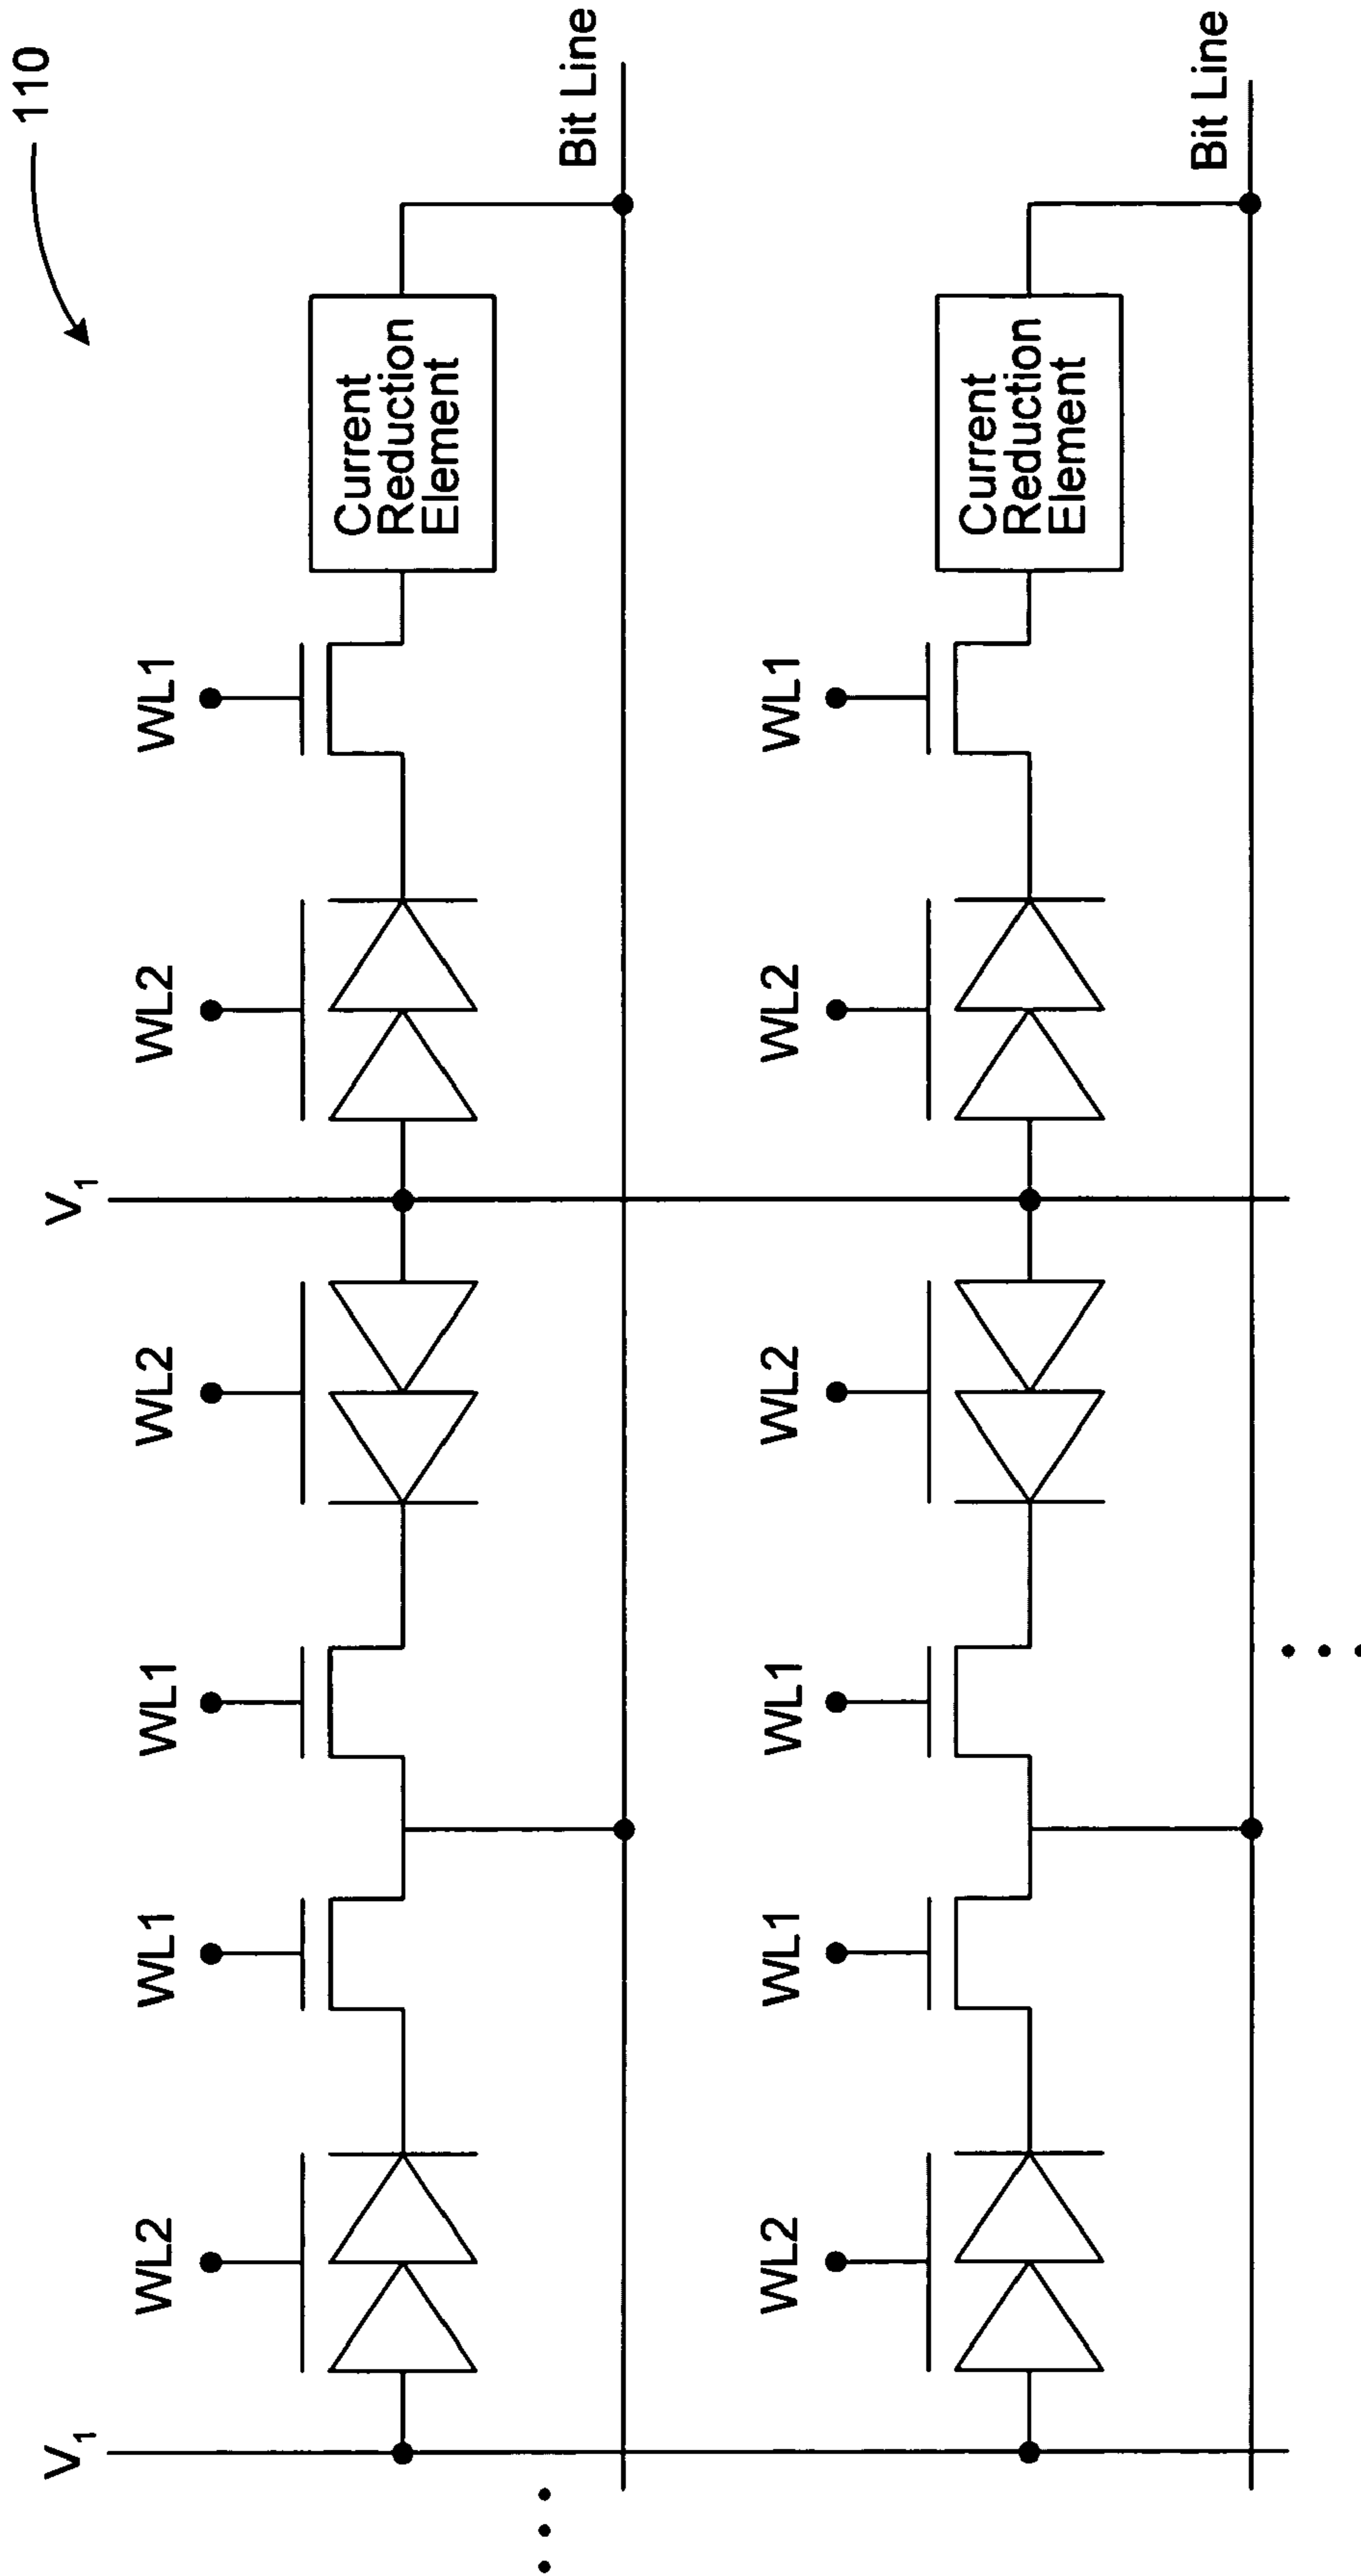 110
V₁
V₁
WL2
WL1
WL1
WL2
WL2
WL1
Current
Reduction
Element
Bit Line
WL2
WL1
WL1
WL2
WL2
WL1
Current
Reduction
Element
Bit Line